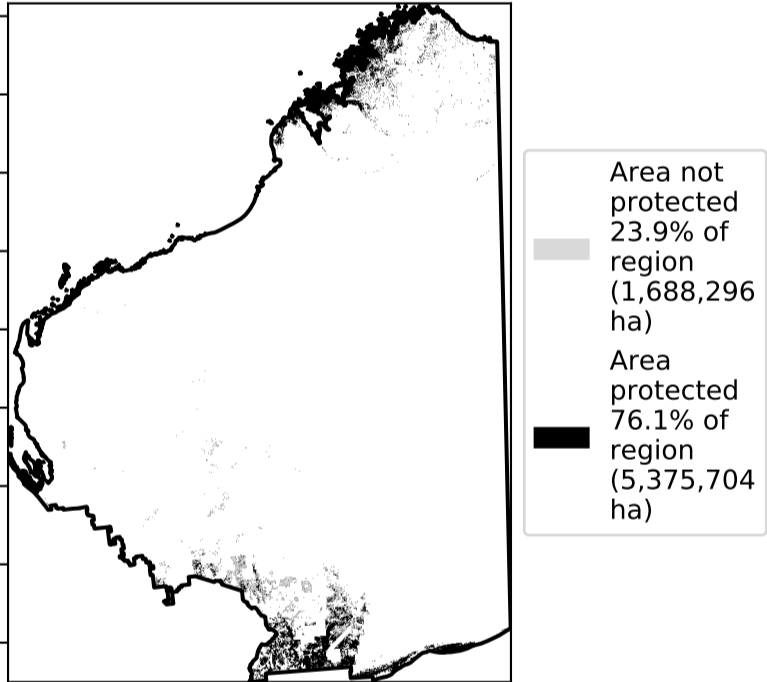 Area not
protected
23.9% of
region
(1,688,296
ha)
Area
protected
76.1% of
region
(5,375,704
ha)